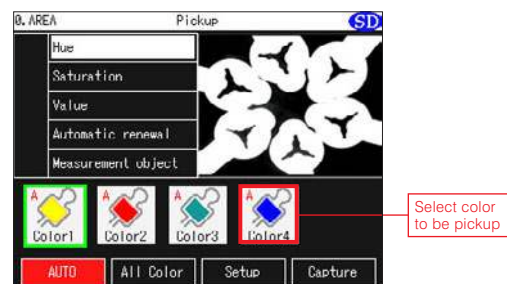 0. AREA Pickup SD
Hue
Saturation
Value
Automatic renewal
Measurement object
A A A A
Color1 Color2 Color3 Color4
Select color
to be pickup
AUTO All Color Setup Capture